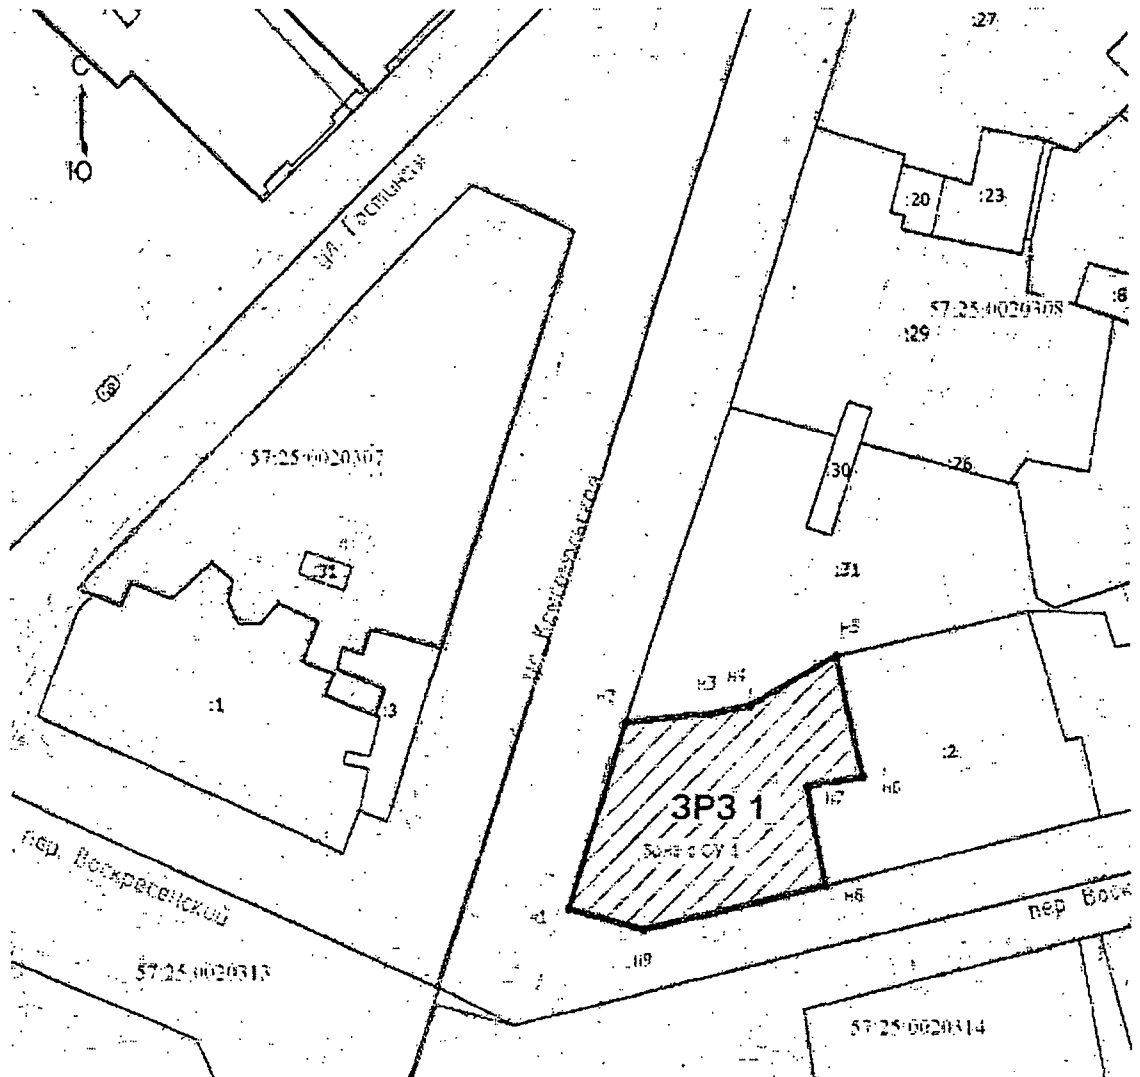 :27
С
Ю
ул. Гостиная
:20
:23
57:25:0020308
:29
57:25:0020307
:30
:26
:31
:31
ул. Комсомольская
н5
н3
н4
н2
:1
:3
:2
н6
н7
ЗРЗ 1
пер. Воскресенский
н8
н1
н9
57:25:0020313
57:25:0020314